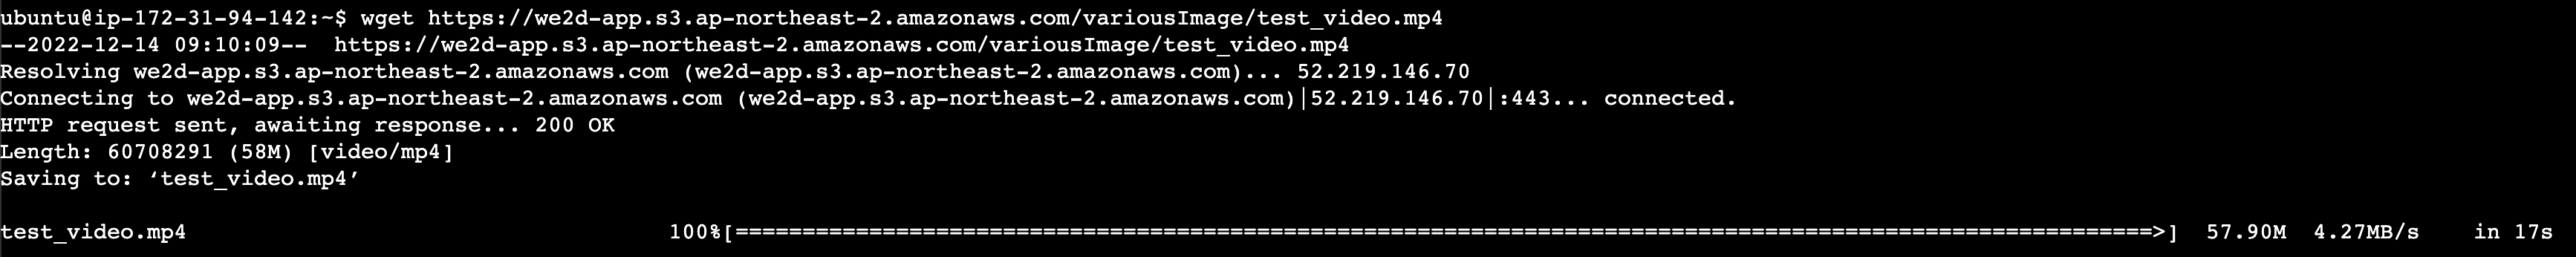 ubuntu@ip-172-31-94-142:~$ wget https://we2d-app.s3.ap-northeast-2.amazonaws.com/variousImage/test_video.mp4
--2022-12-14 09:10:09--  https://we2d-app.s3.ap-northeast-2.amazonaws.com/variousImage/test_video.mp4
Resolving we2d-app.s3.ap-northeast-2.amazonaws.com (we2d-app.s3.ap-northeast-2.amazonaws.com)... 52.219.146.70
Connecting to we2d-app.s3.ap-northeast-2.amazonaws.com (we2d-app.s3.ap-northeast-2.amazonaws.com)|52.219.146.70|:443... connected.
HTTP request sent, awaiting response... 200 OK
Length: 60708291 (58M) [video/mp4]
Saving to: ‘test_video.mp4’
test_video.mp4 100%[==========================================================================================================>] 57.90M 4.27MB/s in 17s